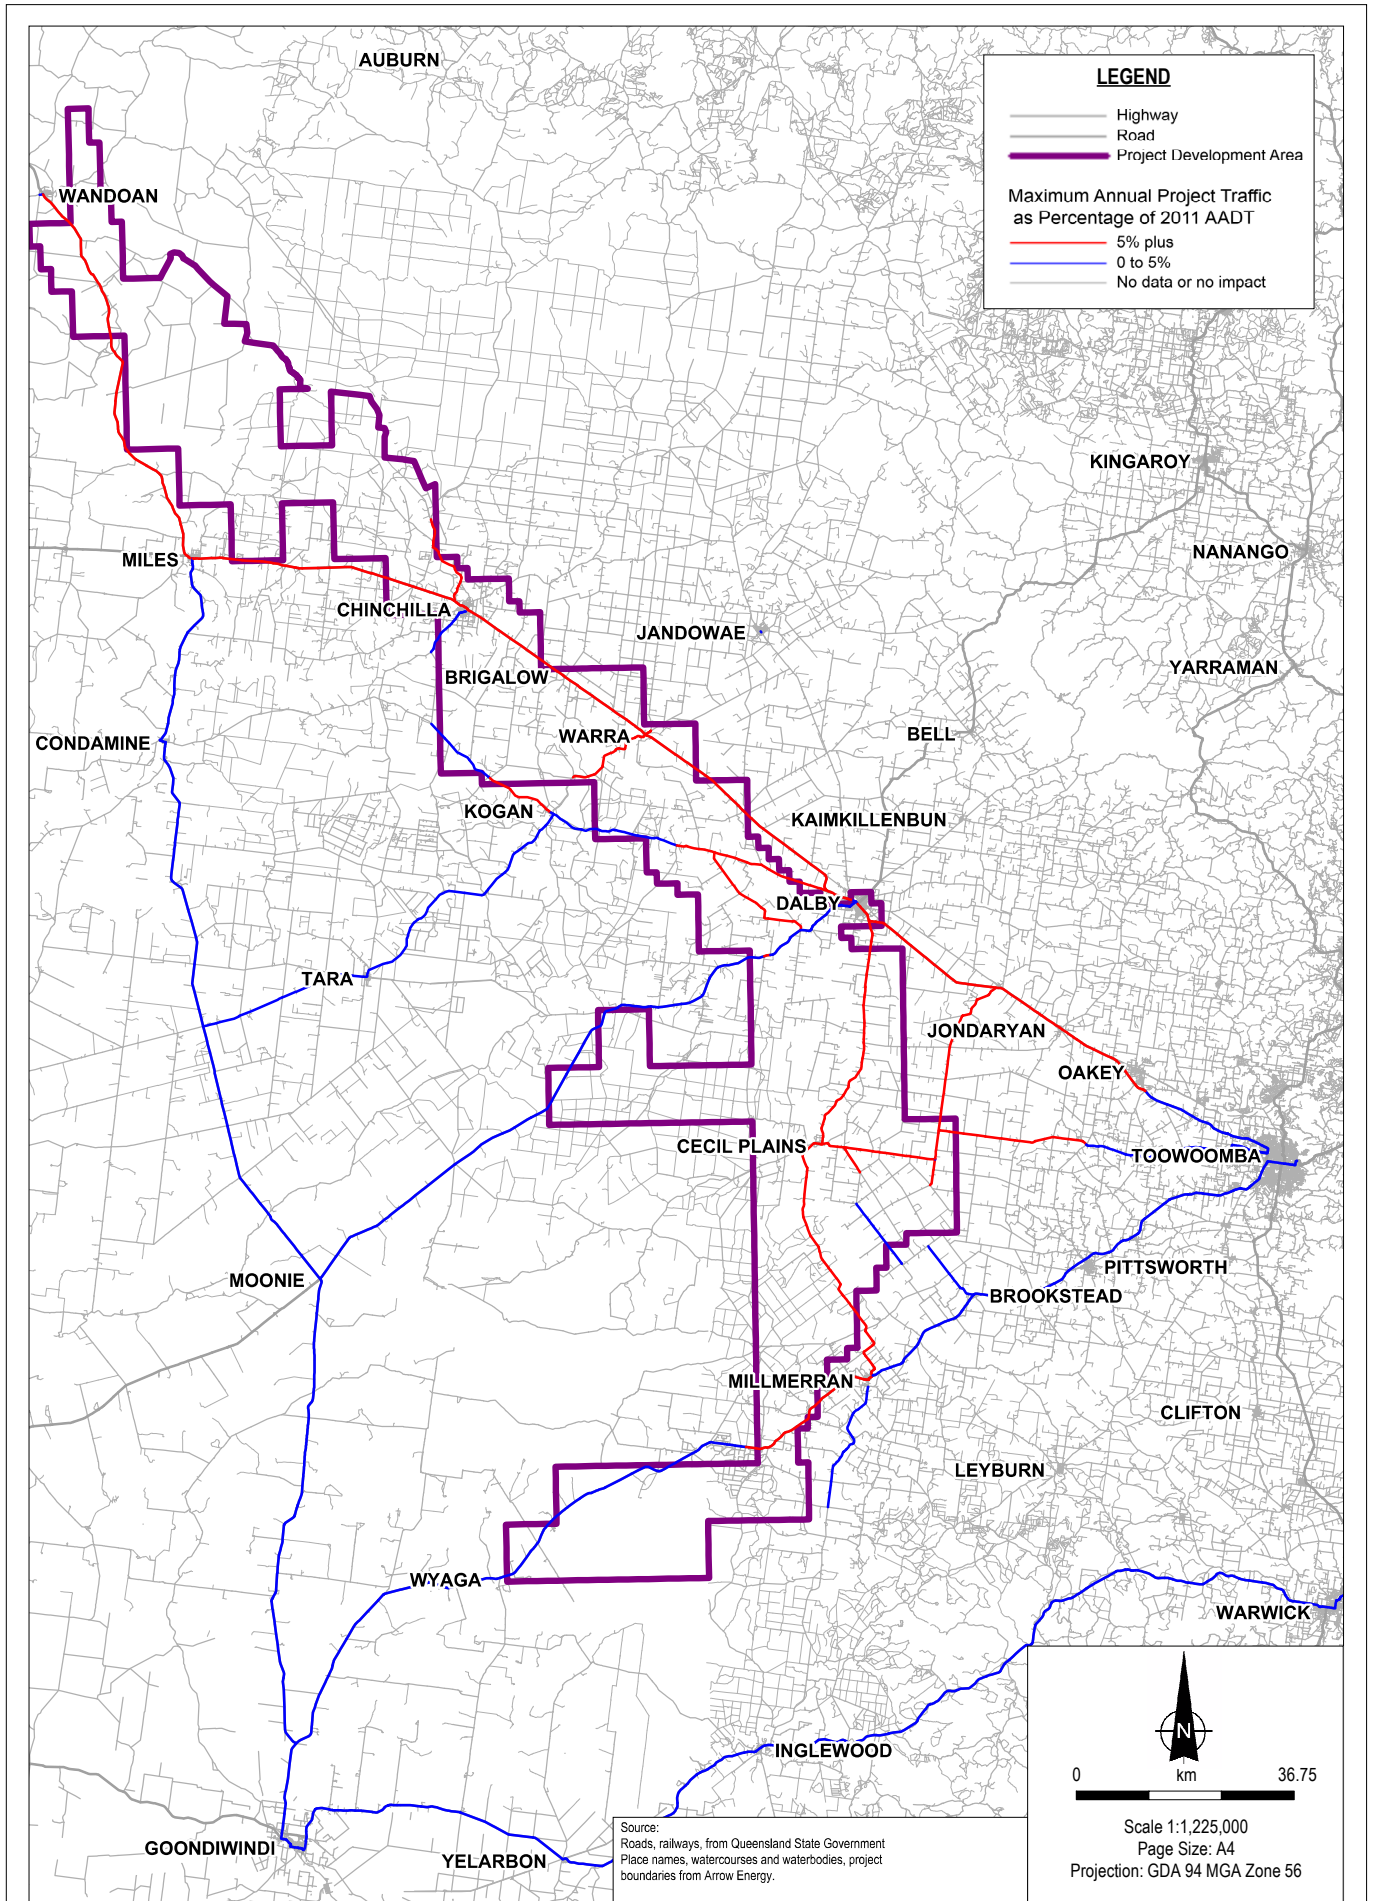 AUBURN
LEGEND
Highway
Road
Project Development Area
Maximum Annual Project Traffic
as Percentage of 2011 AADT
5% plus
0 to 5%
No data or no impact
WANDOAN
KINGAROY
NANANGO
MILES
CHINCHILLA
JANDOWAE
YARRAMAN
BRIGALOW
WARRA
BELL
CONDAMINE
KOGAN
KAIMKILLENBUN
DALBY
TARA
JONDARYAN
OAKEY
CECIL PLAINS
TOOWOOMBA
MOONIE
PITTSWORTH
BROOKSTEAD
MILLMERRAN
CLIFTON
LEYBURN
WYAGA
WARWICK
INGLEWOOD
GOONDIWINDI
YELARBON
N
0
km
36.75
Scale 1:1,225,000
Page Size: A4
Projection: GDA 94 MGA Zone 56
Source:
Roads, railways, from Queensland State Government
Place names, watercourses and waterbodies, project
boundaries from Arrow Energy.